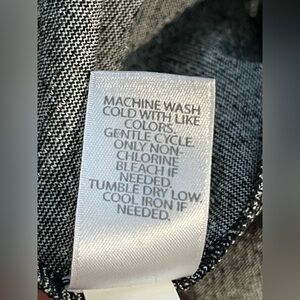 MACHINE WASH
COLD WITH LIKE
COLORS.
GENTLE CYCLE.
ONLY NON-
CHLORINE
BLEACH IF
NEEDED.
TUMBLE DRY LOW.
COOL IRON IF
NEEDED.